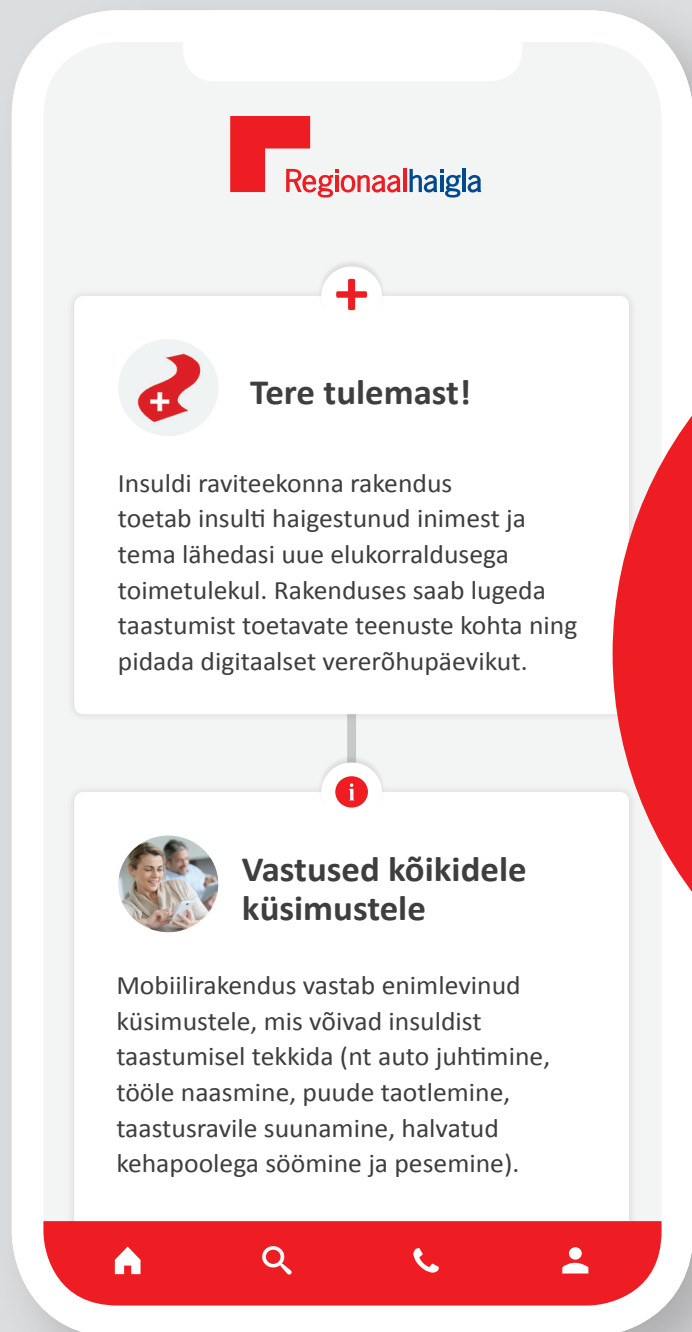 Regionaalhaigla
Tere tulemast!
Insuldi raviteekonna rakendus
toetab insulti haigestunud inimest ja
tema lähedasi uue elukorraldusega
toimetulekul. Rakenduses saab lugeda
taastumist toetavate teenuste kohta ning
pidada digitaalset vererõhupäevikut.
i
Vastused kõikidele
küsimustele
Mobiilirakendus vastab enimlevinud
küsimustele, mis võivad insuldist
taastumisel tekkida (nt auto juhtimine,
tööle naasmine, puude taotlemine,
taastusravile suunamine, halvatud
kehapoolega söömine ja pesemine).